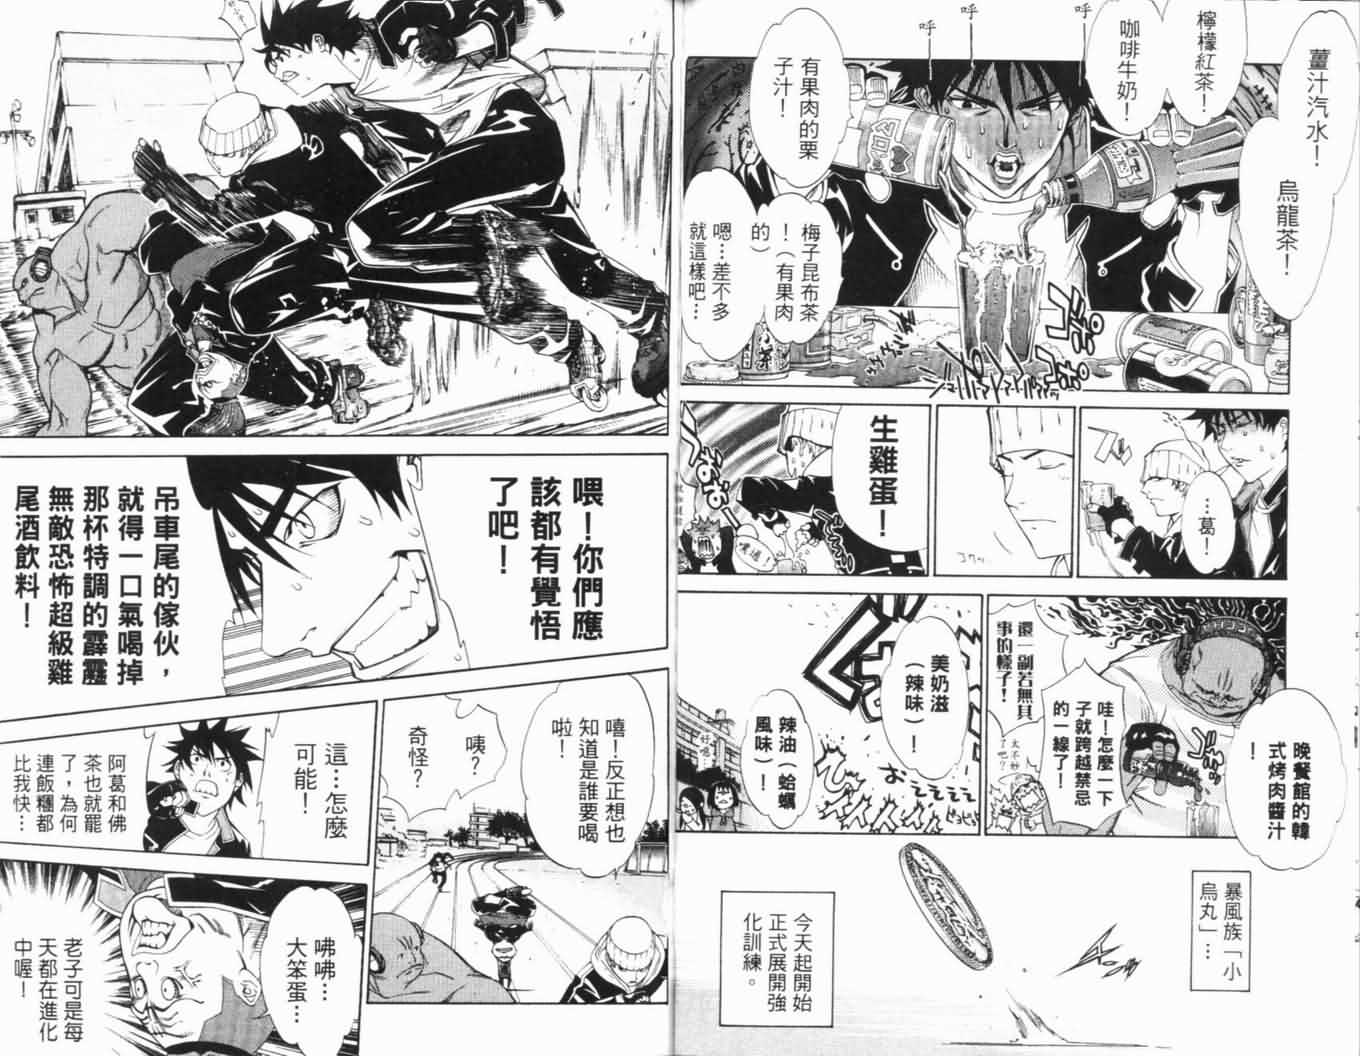 薑汁汽水！
烏龍茶！
檸檬紅茶！
咖啡牛奶！
呼
呼
呼
有果肉的栗
子汁！
梅子昆布茶
！（有果肉
的）
嗯…差不多
就這樣吧…
…葛！
生雞蛋！
噗通
晚餐館的韓
式烤肉醬汁
！
哇！怎麼一下
子就跨越禁忌
的一線了！
還一副若無其
事的樣子！
太不妙
了吧？
美奶滋
（辣味）！
辣油（蛤蠣
風味）！
暴風族「小
烏丸」…
今天起開始
正式展開強
化訓練。
喂！你們應
該都有覺悟
了吧！
吊車尾的傢伙，
就得一口氣喝掉
那杯特調的霹靂
無敵恐怖超級雞
尾酒飲料！
嘻！反正想也
知道是誰要喝
啦！
咦？
奇怪？
這…怎麼
可能！
阿葛和佛
茶也就罷
了，為何
連飯糰都
比我快…
咈咈…
大笨蛋…
老子可是每
天都在進化
中喔！